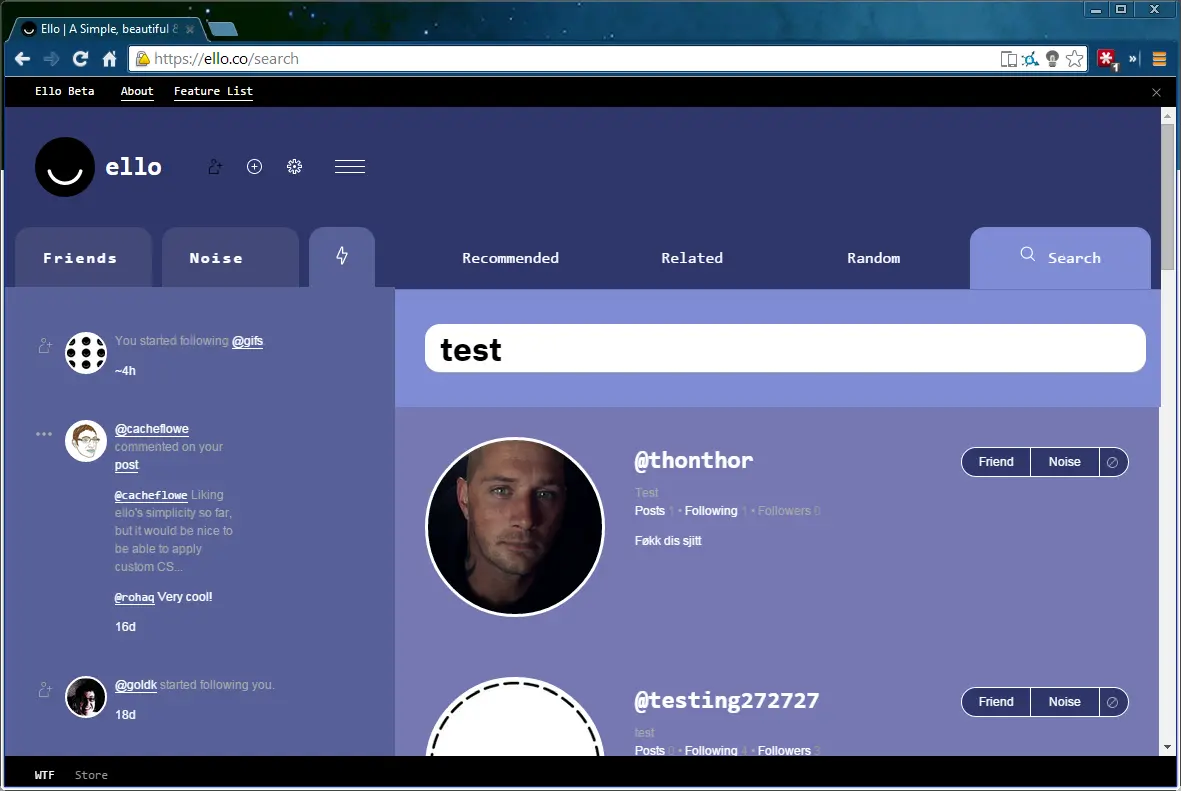 Ello | A Simple, beautiful &
https://ello.co/search
1
»
Ello Beta About Feature List
ello
Friends Noise Recommended Related Random Search
test
You started following @gifs
~4h
@cacheflowe
commented on your
post
@cacheflowe Liking
ello's simplicity so far,
but it would be nice to
be able to apply
custom CS...
@rohaq Very cool!
16d
@goldk started following you.
18d
@thonthor
Friend Noise
Test
Posts 1 • Following 1 • Followers 0
Føkk dis sjitt
@testing272727
Friend Noise
test
Posts 0 • Following 4 • Followers 3
WTF Store